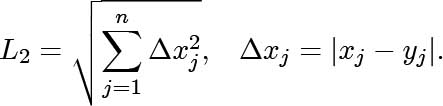 $L_2 = \sqrt{\sum_{j=1}^{n} \Delta x_j^2}, \quad \Delta x_j = |x_j - y_j|.$